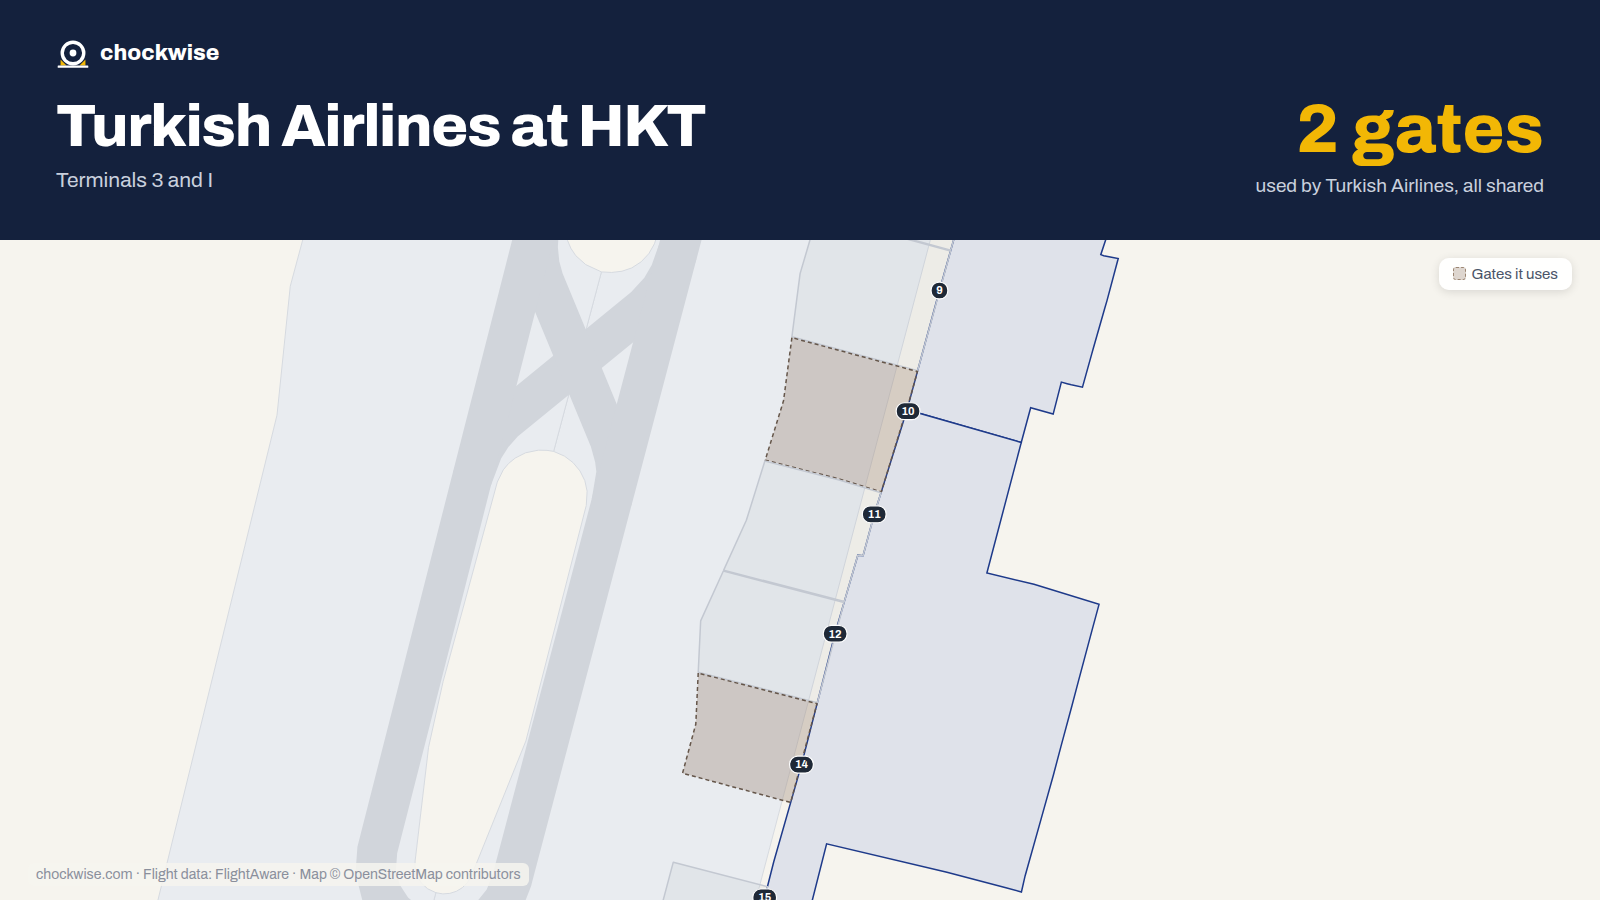 chockwise
Turkish Airlines at HKT
Terminals 3 and I
2 gates
used by Turkish Airlines, all shared
Gates it uses
9
10
11
12
14
15
chockwise.com · Flight data: FlightAware · Map © OpenStreetMap contributors